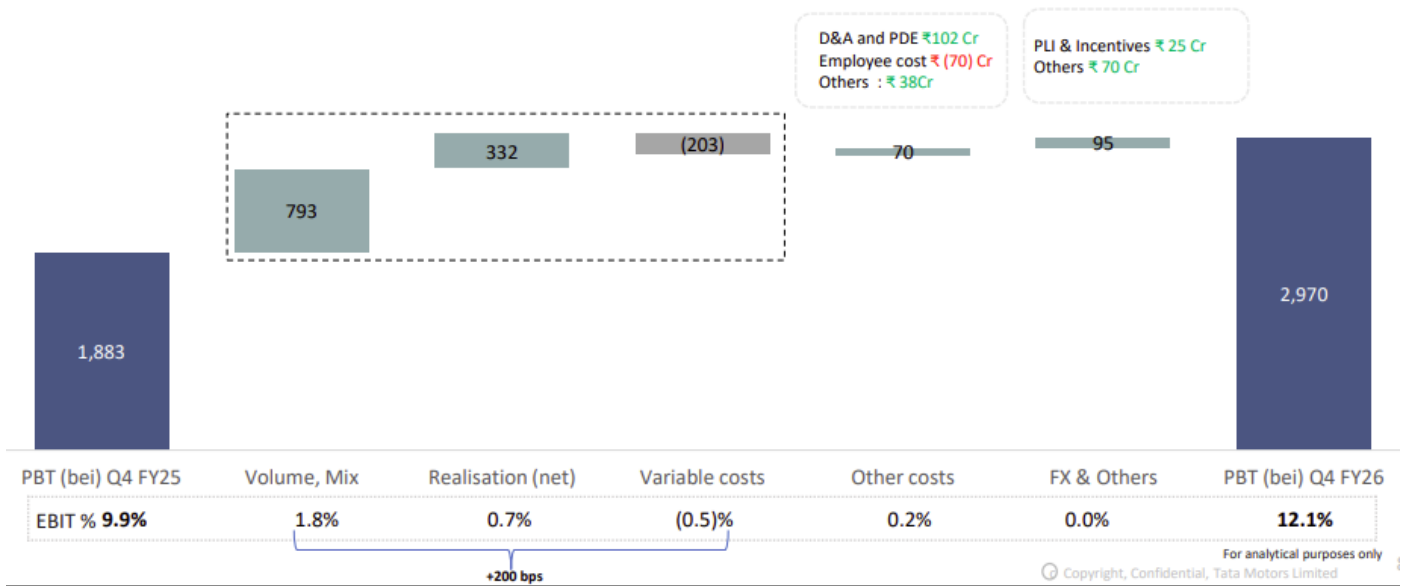 D&A and PDE ₹102 Cr
Employee cost ₹ (70) Cr
Others : ₹ 38Cr
PLI & Incentives ₹ 25 Cr
Others ₹ 70 Cr
1,883
793
332
(203)
70
95
2,970
PBT (bei) Q4 FY25 Volume, Mix Realisation (net) Variable costs Other costs FX & Others PBT (bei) Q4 FY26
EBIT % 9.9% 1.8% 0.7% (0.5)% 0.2% 0.0% 12.1%
+200 bps
For analytical purposes only
Copyright, Confidential, Tata Motors Limited